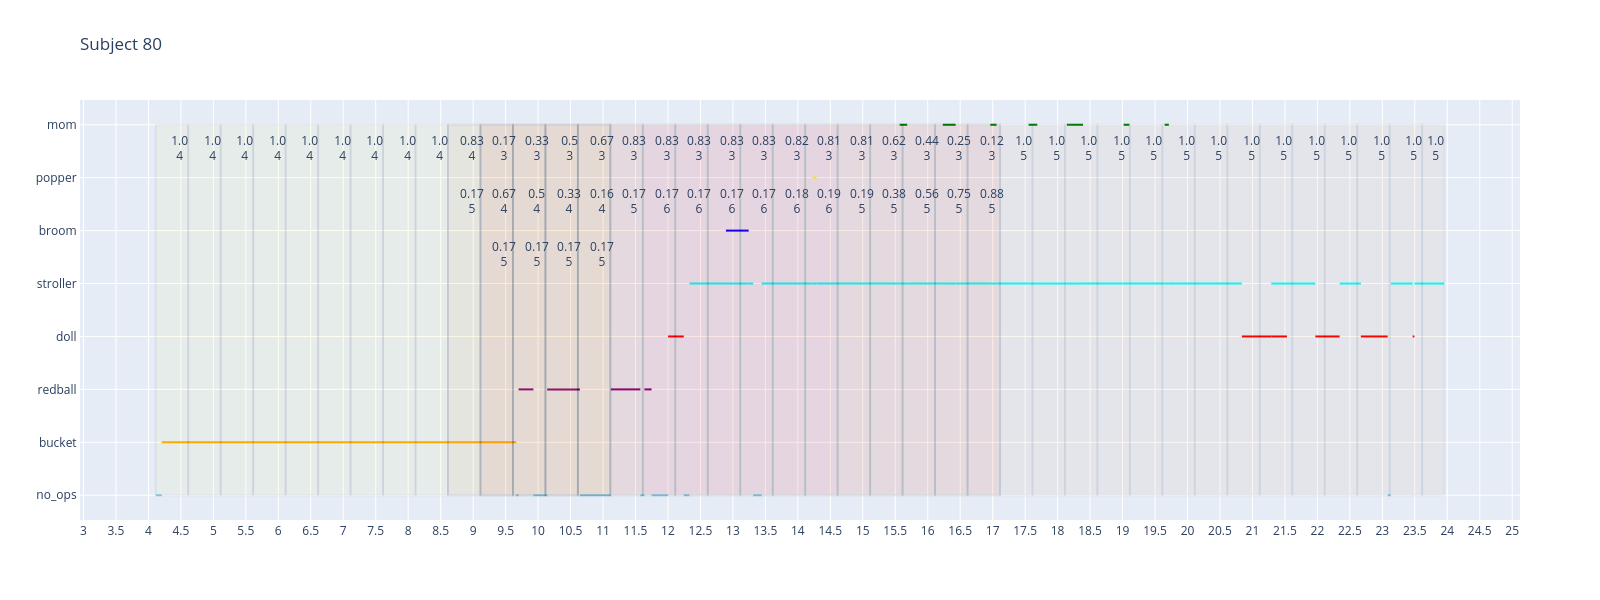 Subject 80
mom
1.0 1.0 1.0 1.0 1.0 1.0 1.0 1.0 1.0 0.83 0.17 0.33 0.5 0.67 0.83 0.83 0.83 0.83 0.83 0.82 0.81 0.81 0.62 0.44 0.25 0.12 1.0 1.0 1.0 1.0 1.0 1.0 1.0 1.0 1.0 1.0 1.0 1.0 1.0 1.0
4 4 4 4 4 4 4 4 4 4 3 3 3 3 3 3 3 3 3 3 3 3 3 3 3 3 5 5 5 5 5 5 5 5 5 5 5 5 5 5
popper
0.17 0.67 0.5 0.33 0.16 0.17 0.17 0.17 0.17 0.17 0.18 0.19 0.19 0.38 0.56 0.75 0.88
5 4 4 4 4 5 6 6 6 6 6 6 5 5 5 5 5
broom
0.17 0.17 0.17 0.17
5 5 5 5
stroller
doll
redball
bucket
no_ops
3 3.5 4 4.5 5 5.5 6 6.5 7 7.5 8 8.5 9 9.5 10 10.5 11 11.5 12 12.5 13 13.5 14 14.5 15 15.5 16 16.5 17 17.5 18 18.5 19 19.5 20 20.5 21 21.5 22 22.5 23 23.5 24 24.5 25